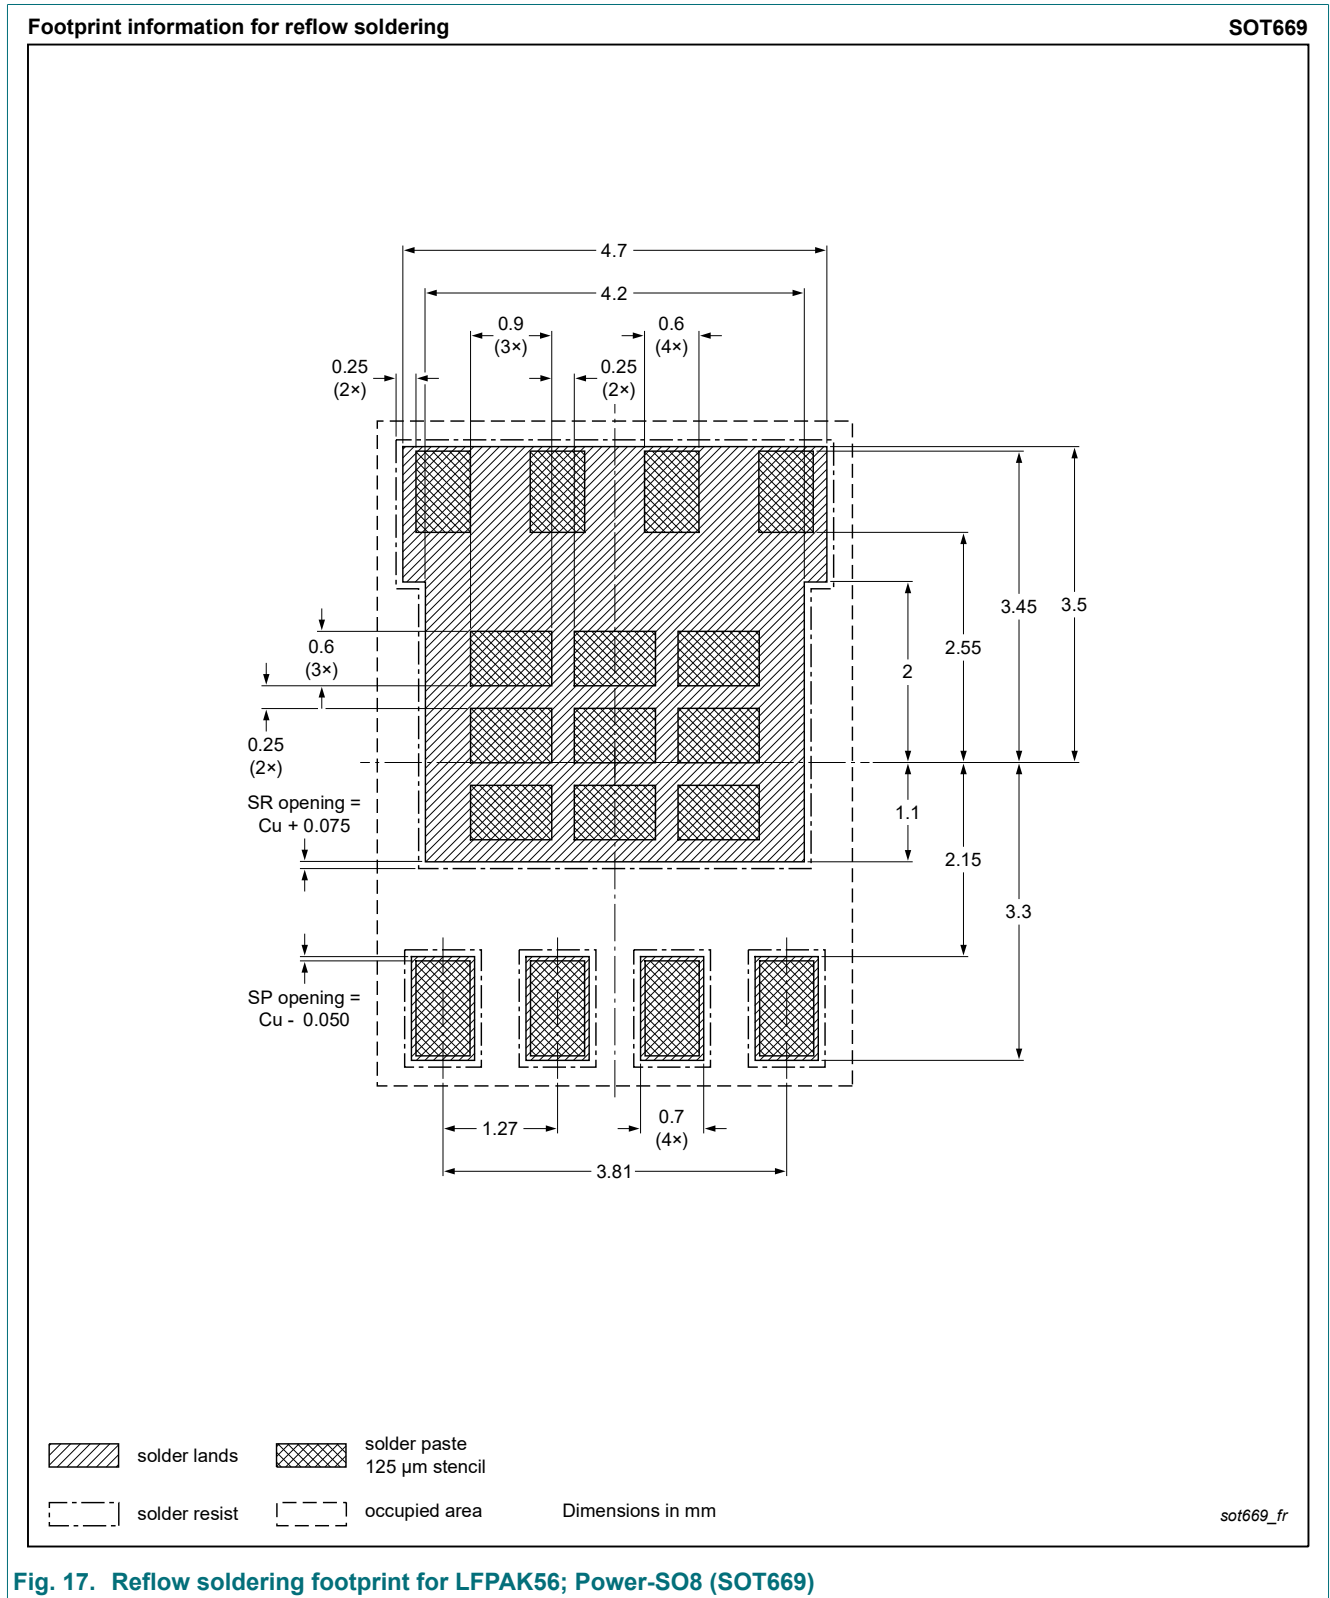 Footprint information for reflow soldering
SOT669
4.7
4.2
0.9
(3×)
0.6
(4×)
0.25
(2×)
0.25
(2×)
0.6
(3×)
0.25
(2×)
3.45
3.5
2.55
2
SR opening =
Cu + 0.075
1.1
2.15
3.3
SP opening =
Cu - 0.050
1.27
0.7
(4×)
3.81
solder lands
solder paste
125 µm stencil
solder resist
occupied area
Dimensions in mm
sot669_fr
Fig. 17. Reflow soldering footprint for LFPAK56; Power-SO8 (SOT669)